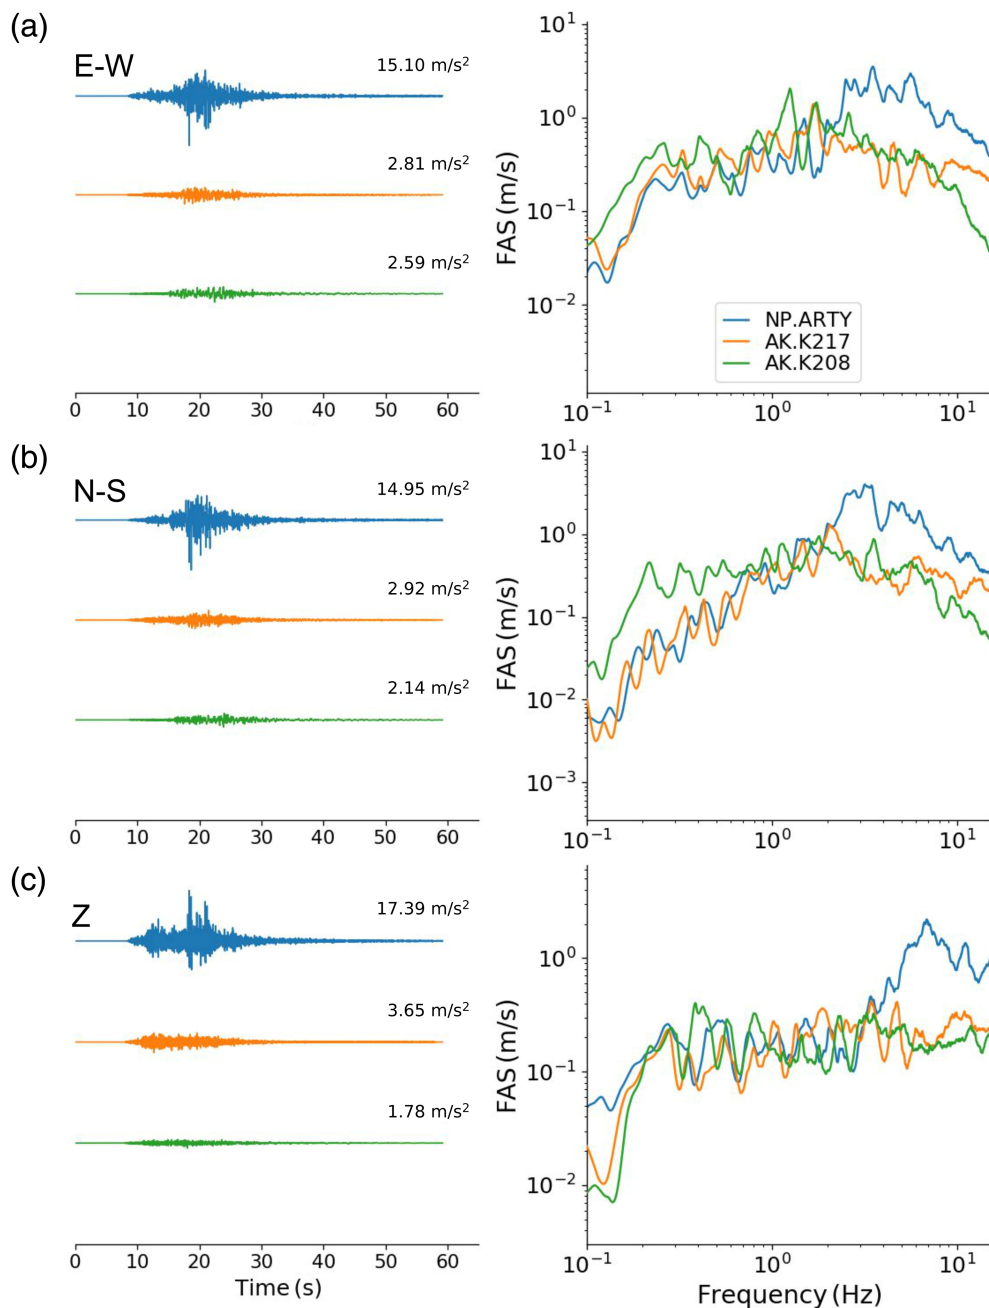 (a)
E-W
15.10 m/s²
2.81 m/s²
2.59 m/s²
0 10 20 30 40 50 60
FAS (m/s)
10¹
10⁰
10⁻¹
10⁻²
NP.ARTY
AK.K217
AK.K208
10⁻¹ 10⁰ 10¹
(b)
N-S
14.95 m/s²
2.92 m/s²
2.14 m/s²
0 10 20 30 40 50 60
FAS (m/s)
10¹
10⁰
10⁻¹
10⁻²
10⁻³
10⁻¹ 10⁰ 10¹
(c)
Z
17.39 m/s²
3.65 m/s²
1.78 m/s²
0 10 20 30 40 50 60
Time (s)
FAS (m/s)
10⁰
10⁻¹
10⁻²
10⁻¹ 10⁰ 10¹
Frequency (Hz)